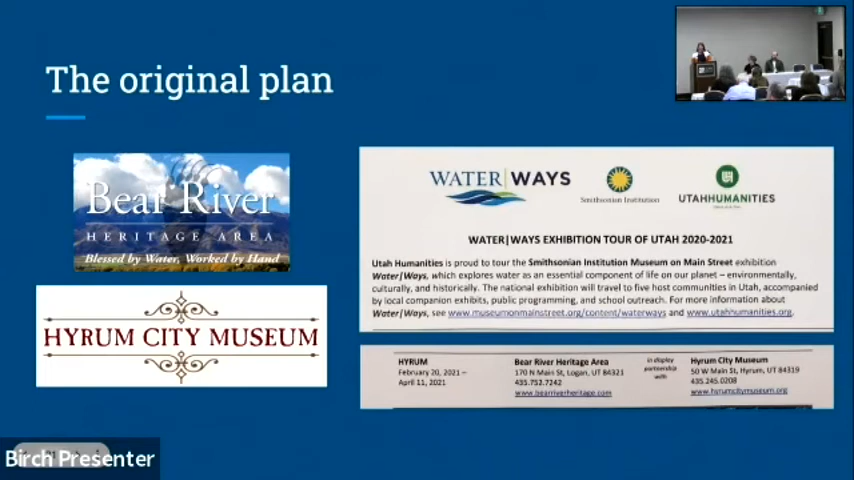 The original plan
Bear River
HERITAGE AREA
Blessed by Water, Worked by Hand
HYRUM CITY MUSEUM
WATER|WAYS
Smithsonian Institution
UTAHHUMANITIES
WATER|WAYS EXHIBITION TOUR OF UTAH 2020-2021
Utah Humanities is proud to tour the Smithsonian Institution Museum on Main Street exhibition
Water|Ways, which explores water as an essential component of life on our planet – environmentally,
culturally, and historically. The national exhibition will travel to five host communities in Utah, accompanied
by local companion exhibits, public programming, and school outreach. For more information about
Water|Ways, see www.museumonmainstreet.org/content/waterways and www.utahhumanities.org.
HYRUM
February 20, 2021 –
April 11, 2021
Bear River Heritage Area
170 N Main St, Logan, UT 84321
435.752.7242
www.bearriverheritage.com
in display
partnership
with
Hyrum City Museum
50 W Main St, Hyrum, UT 84319
435.245.0208
www.hyrumcitymuseum.org
Birch Presenter